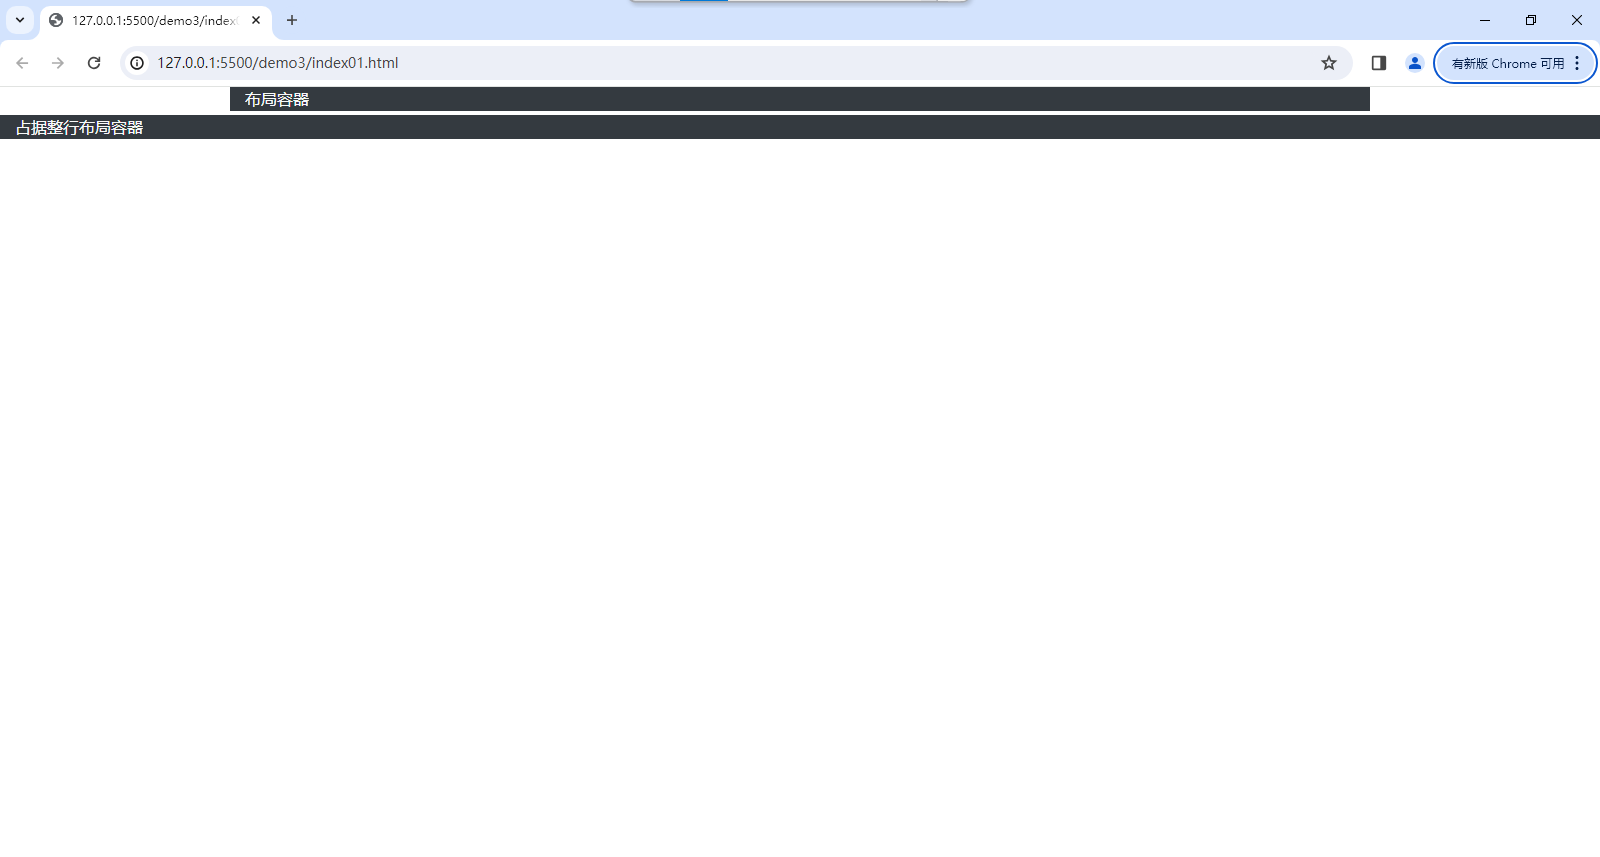 127.0.0.1:5500/demo3/index
127.0.0.1:5500/demo3/index01.html
有新版 Chrome 可用
布局容器
占据整行布局容器